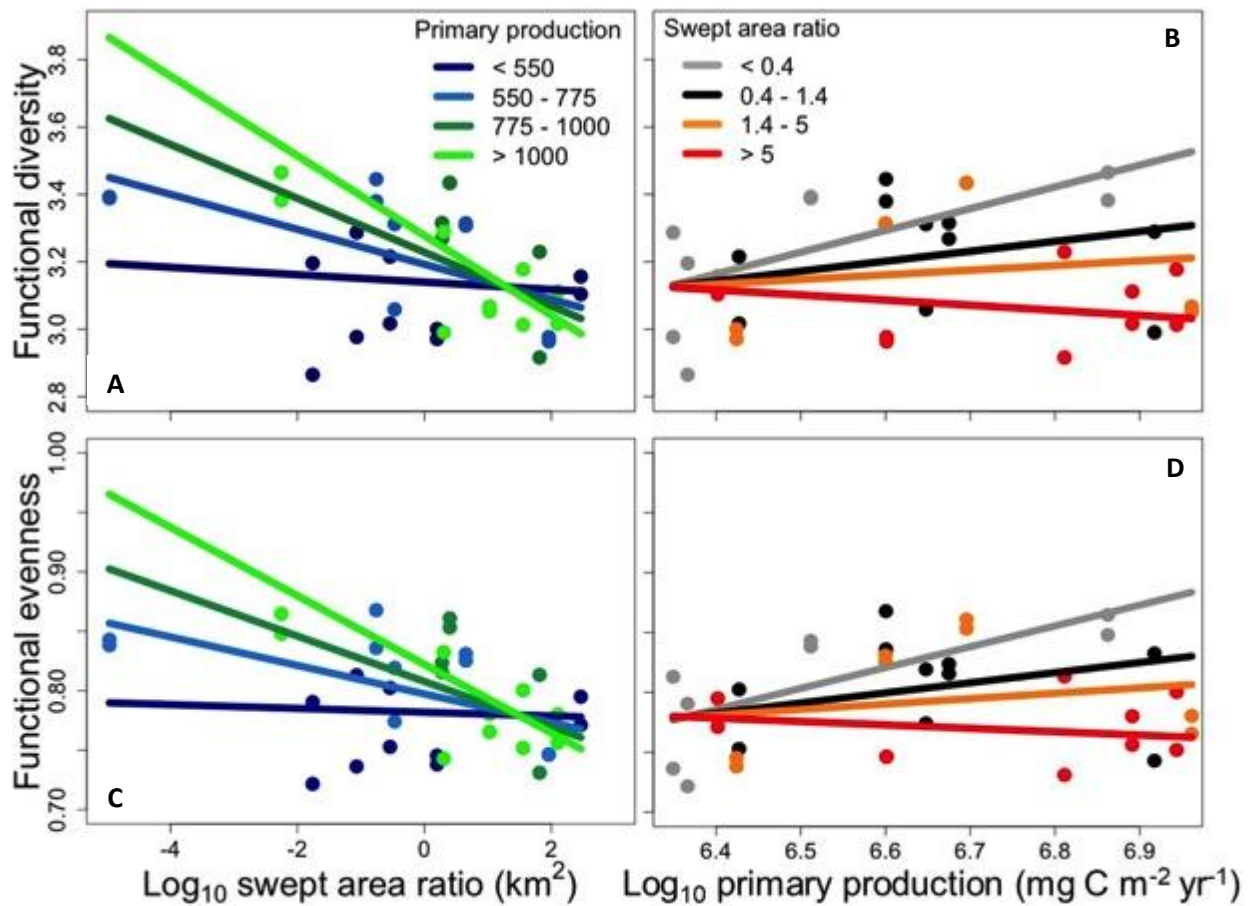 Functional diversity
3.8
3.6
3.4
3.2
3.0
2.8
Primary production
< 550
550 - 775
775 - 1000
> 1000
A
Swept area ratio
< 0.4
0.4 - 1.4
1.4 - 5
> 5
B
Functional evenness
1.00
0.90
0.80
0.70
C
D
-4 -2 0 2
Log10 swept area ratio (km2)
6.4 6.5 6.6 6.7 6.8 6.9
Log10 primary production (mg C m-2 yr-1)